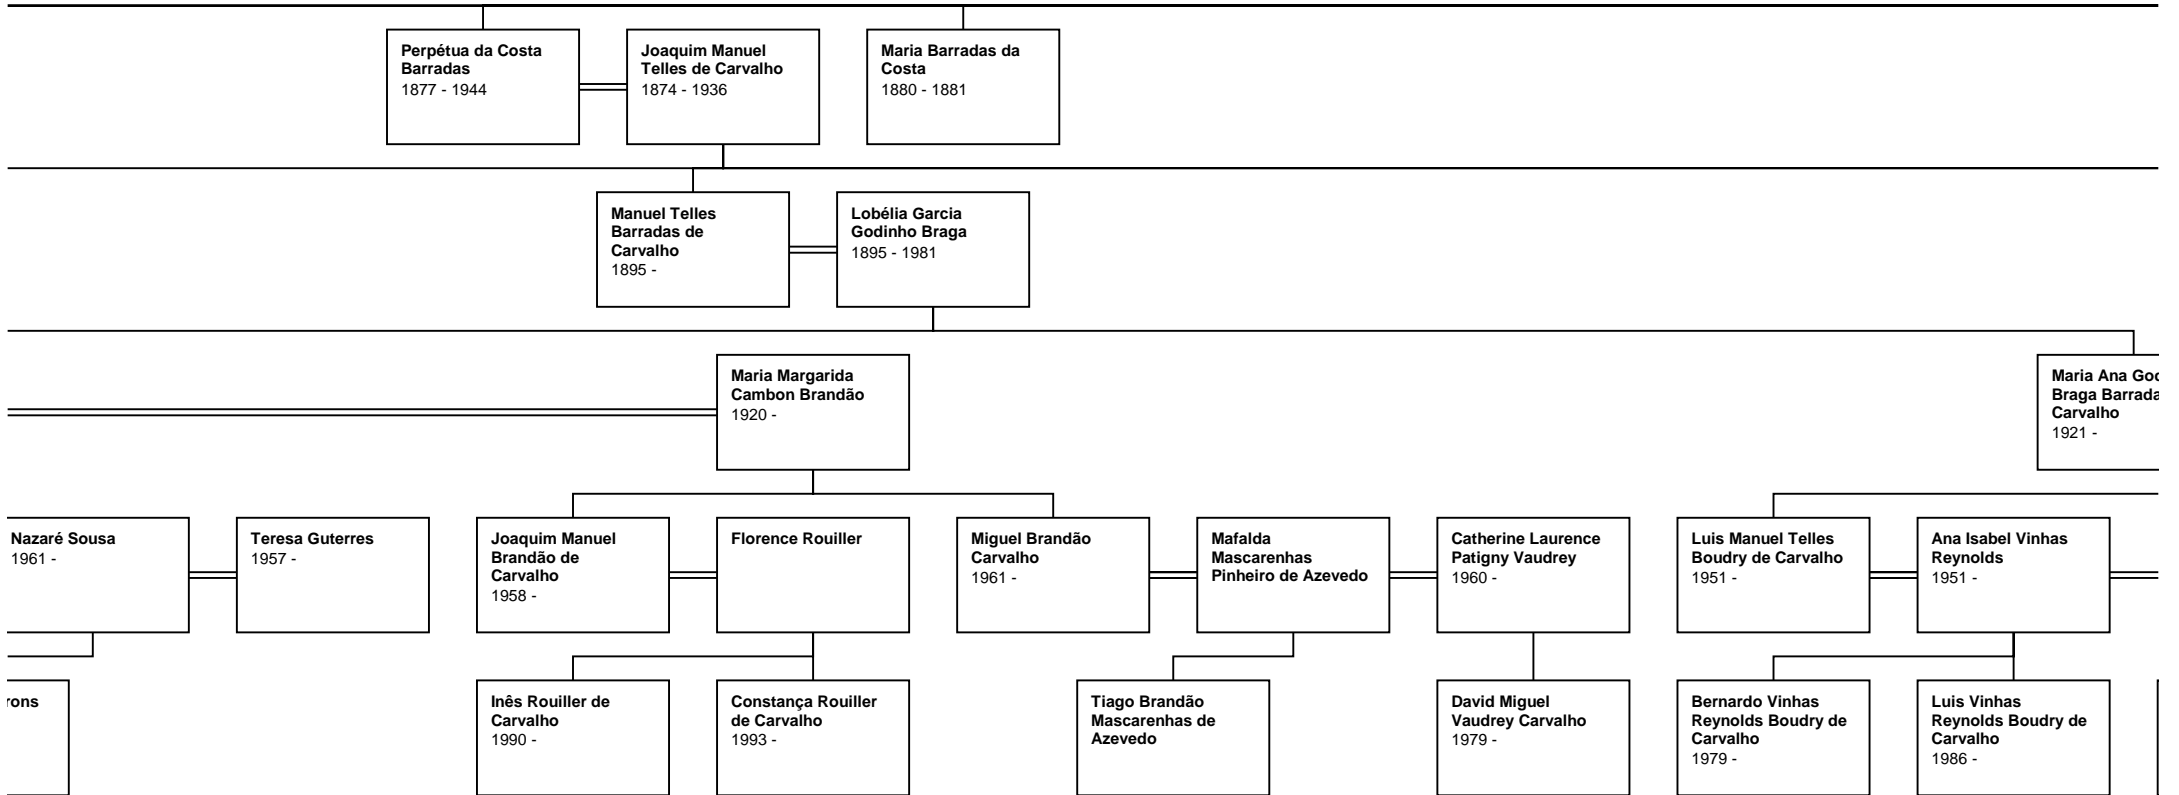 Perpétua da Costa
Barradas
1877 - 1944
Joaquim Manuel
Telles de Carvalho
1874 - 1936
Maria Barradas da
Costa
1880 - 1881
Manuel Telles
Barradas de
Carvalho
1895 -
Lobélia Garcia
Godinho Braga
1895 - 1981
Maria Margarida
Cambon Brandão
1920 -
Maria Ana
Braga
Carvalho
1921 -
Nazaré Sousa
1961 -
Teresa Guterres
1957 -
Joaquim Manuel
Brandão de
Carvalho
1958 -
Florence Rouiller
Miguel Brandão
Carvalho
1961 -
Mafalda
Mascarenhas
Pinheiro de Azevedo
Catherine Laurence
Patigny Vaudrey
1960 -
Luis Manuel Telles
Boudry de Carvalho
1951 -
Ana Isabel Vinhas
Reynolds
1951 -
rons
Inês Rouiller de
Carvalho
1990 -
Constança Rouiller
de Carvalho
1993 -
Tiago Brandão
Mascarenhas de
Azevedo
David Miguel
Vaudrey Carvalho
1979 -
Bernardo Vinhas
Reynolds Boudry de
Carvalho
1979 -
Luis Vinhas
Reynolds Boudry de
Carvalho
1986 -